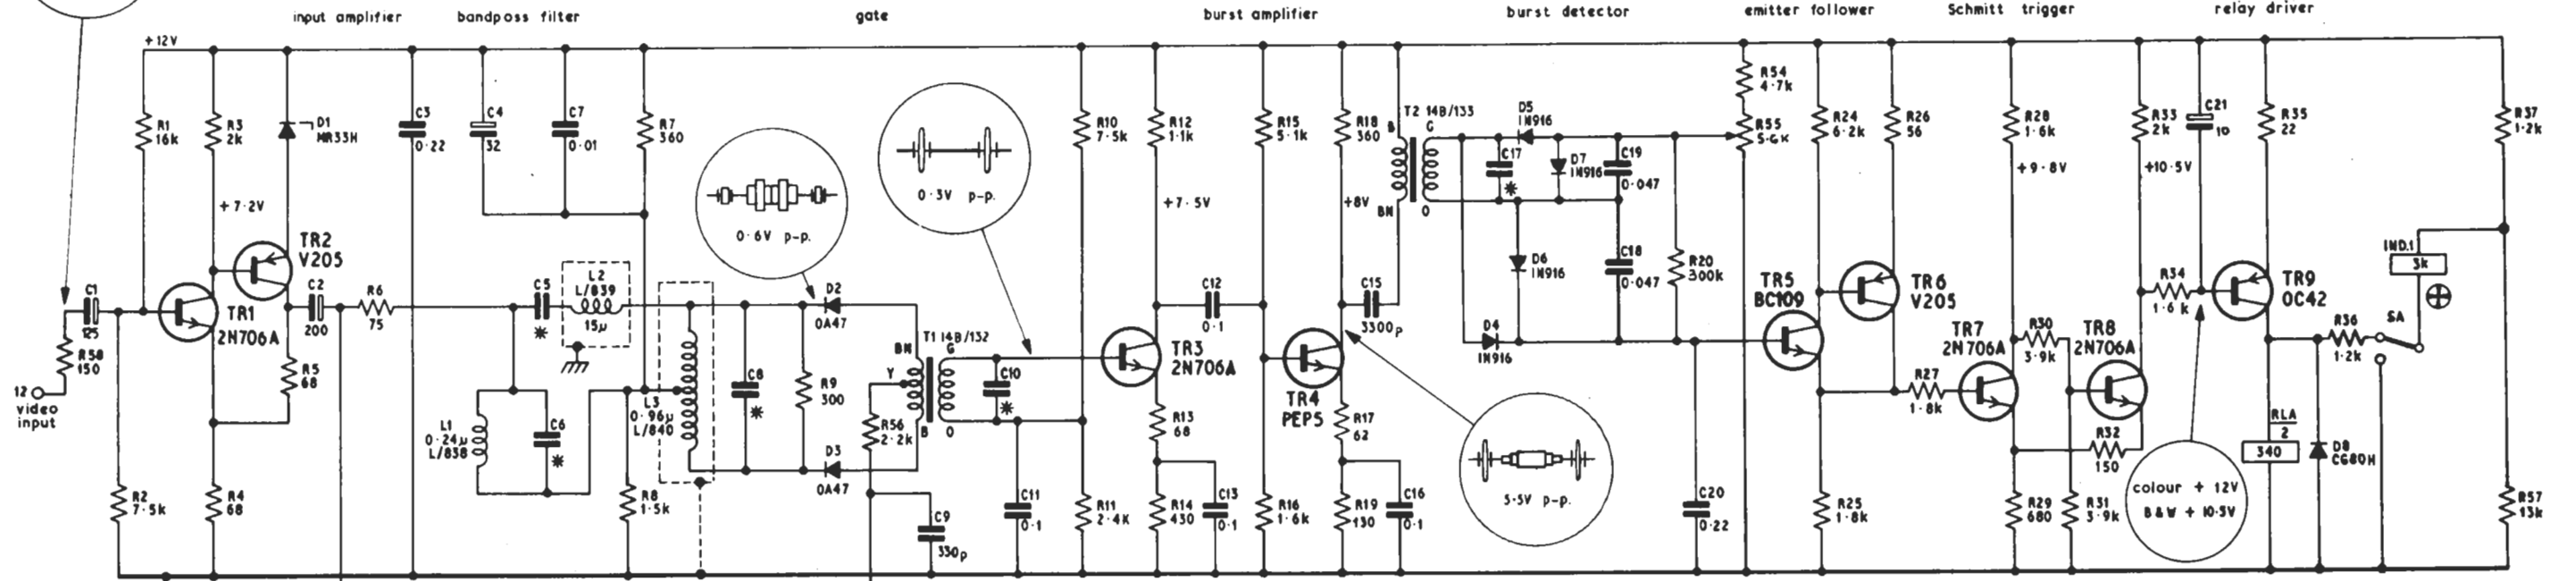 input amplifier
bandposs filter
gate
burst amplifier
burst detector
emitter follower
Schmitt trigger
relay driver
+12V
R1
16k
R3
2k
D1
MR33H
C3
0·22
C4
32
C7
0·01
R7
360
+7·2V
TR2
V205
C1
125
R58
150
12
video
input
TR1
2N706A
C2
200
R6
75
R5
68
R2
7·5k
R4
68
C5
*
L2
L/839
15µ
L1
0·24µ
L/838
C6
*
R8
1·5k
L3
0·96µ
L/840
C8
*
R9
300
0·6V p-p.
D2
0A47
D3
0A47
T1 14B/132
BN
G
Y
B
O
R56
2·2k
C9
330p
C10
*
C11
0·1
0·3V p-p.
R10
7·5k
R11
2·4K
R12
1·1k
+7·5V
C12
0·1
TR3
2N706A
R13
68
R14
430
C13
0·1
R15
5·1k
R16
1·6k
R18
360
+8V
TR4
PEP5
C15
3300p
R17
62
R19
130
C16
0·1
5·5V p-p.
T2 14B/133
B
G
BN
O
C17
*
D5
IN916
D7
IN916
C19
0·047
D6
IN916
C18
0·047
R20
300k
D4
IN916
C20
0·22
R54
4·7k
R55
5·6K
R24
6·2k
R26
56
TR5
BC109
TR6
V205
R25
1·8k
R27
1·8k
R28
1·6k
+9·8V
TR7
2N706A
R30
3·9k
TR8
2N706A
R29
680
R31
3·9k
R32
150
R33
2k
+10·5V
C21
10
R35
22
R34
1·6k
TR9
OC42
colour + 12V
B&W + 10·5V
RLA
2
340
D8
CG80H
R36
1·2k
SA
IND.1
3k
R37
1·2k
R57
13k